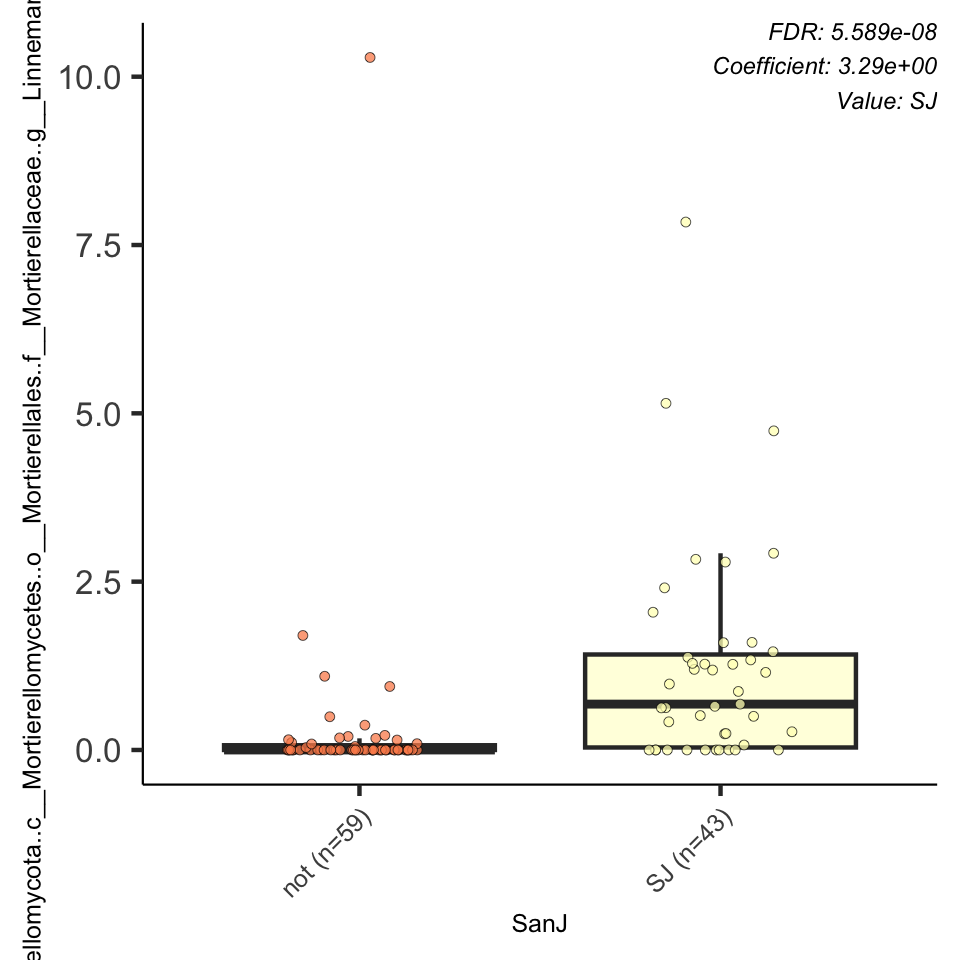 FDR: 5.589e-08
Coefficient: 3.29e+00
Value: SJ
ellomycota..c__Mortierellomycetes..o__Mortierellales..f__Mortierellaceae..g__Linneman
10.0
7.5
5.0
2.5
0.0
not (n=59)
SJ (n=43)
SanJ